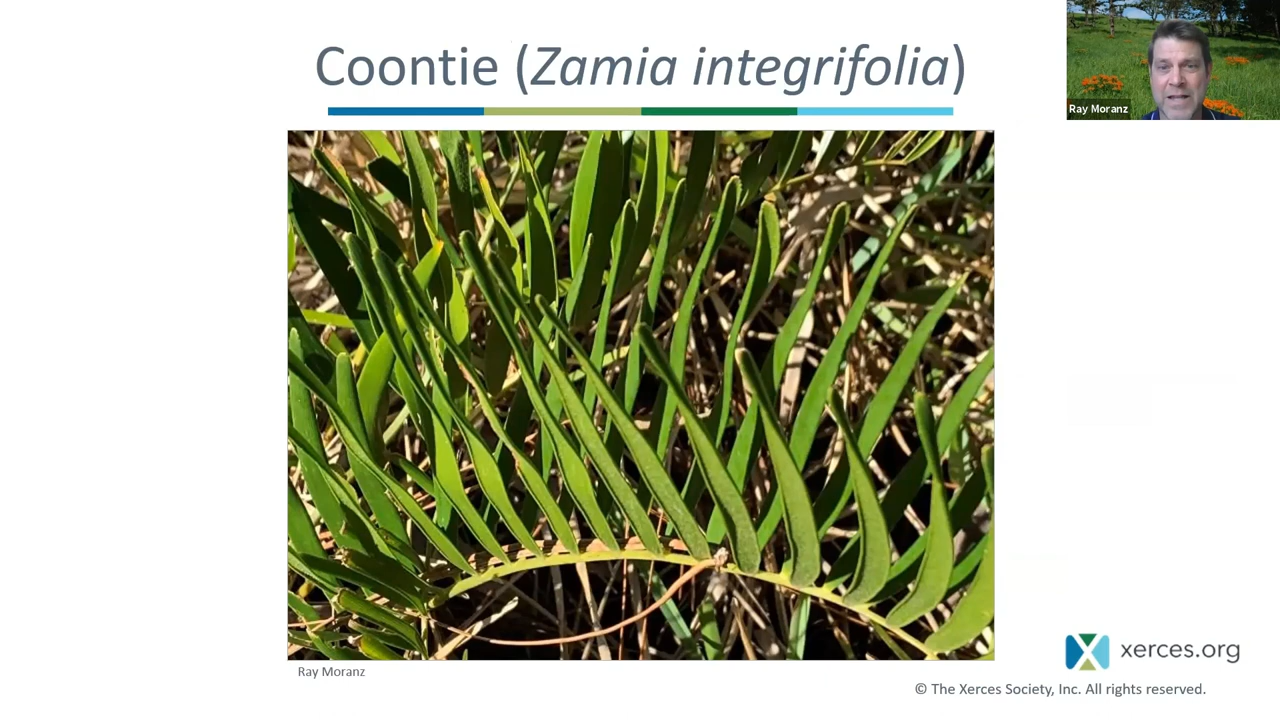 Coontie (Zamia integrifolia)
Ray Moranz
Ray Moranz
xerces.org
© The Xerces Society, Inc. All rights reserved.